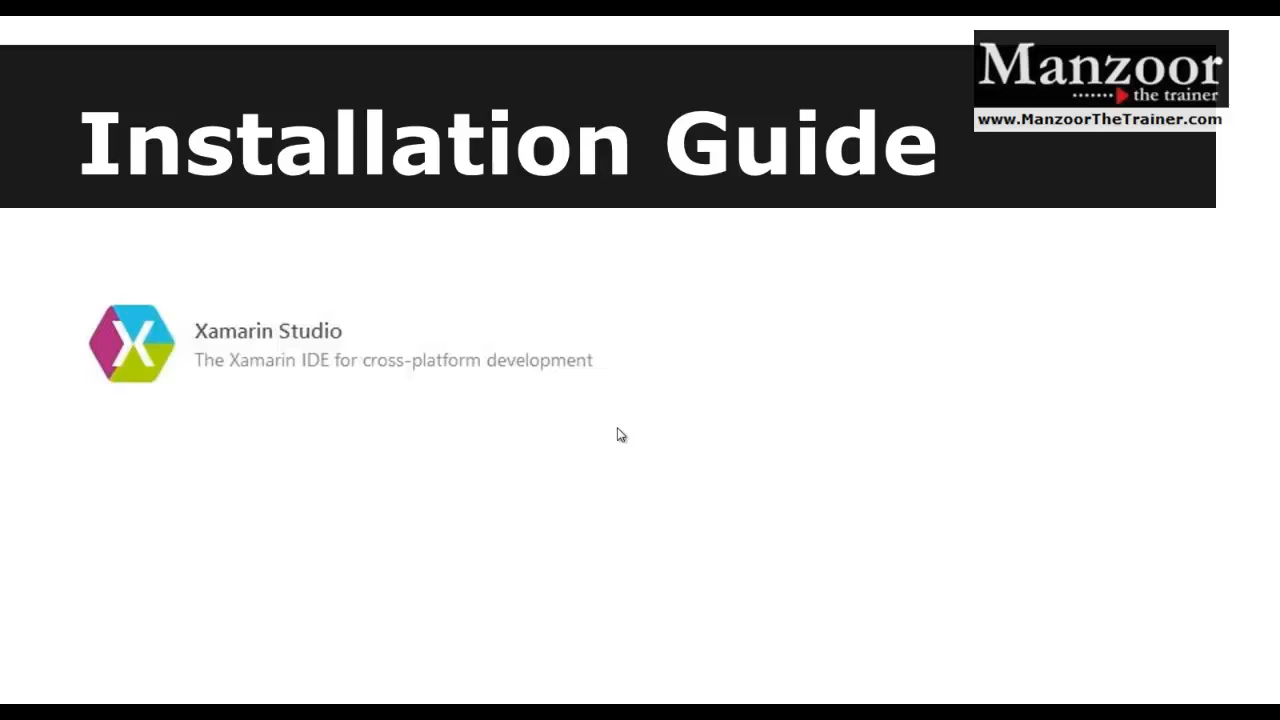 Manzoor
the trainer
www.ManzoorTheTrainer.com
Installation Guide
Xamarin Studio
The Xamarin IDE for cross-platform development